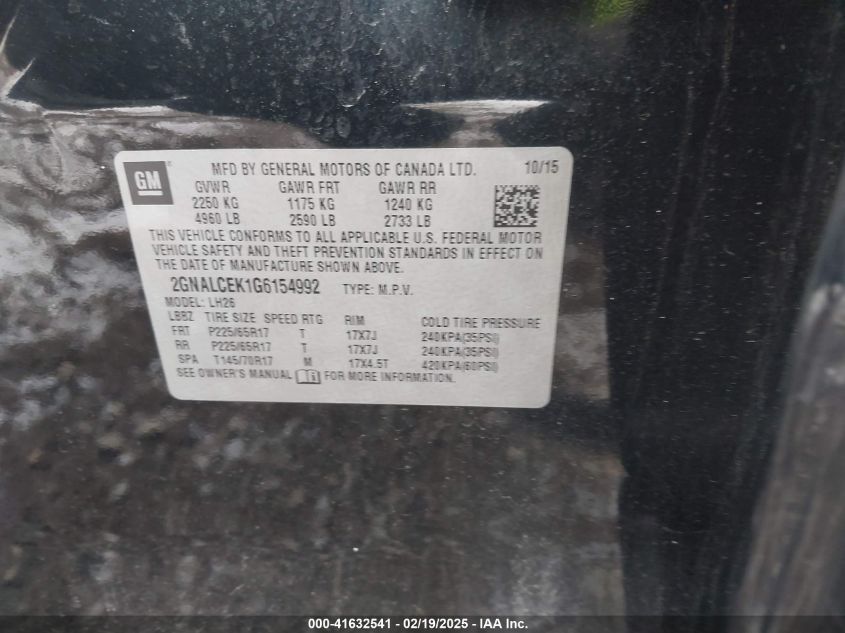 GM
MFD BY GENERAL MOTORS OF CANADA LTD. 10/15
GVWR GAWR FRT GAWR RR
2250 KG 1175 KG 1240 KG
4960 LB 2590 LB 2733 LB
THIS VEHICLE CONFORMS TO ALL APPLICABLE U.S. FEDERAL MOTOR
VEHICLE SAFETY AND THEFT PREVENTION STANDARDS IN EFFECT ON
THE DATE OF MANUFACTURE SHOWN ABOVE.
2GNALCEK1G6154992 TYPE: M.P.V.
MODEL: LH26
LBBZ TIRE SIZE SPEED RTG RIM COLD TIRE PRESSURE
FRT P225/65R17 T 17X7J 240KPA(35PSI)
RR P225/65R17 T 17X7J 240KPA(35PSI)
SPA T145/70R17 M 17X4.5T 420KPA(60PSI)
SEE OWNER'S MANUAL FOR MORE INFORMATION.
000-41632541 - 02/19/2025 - IAA Inc.